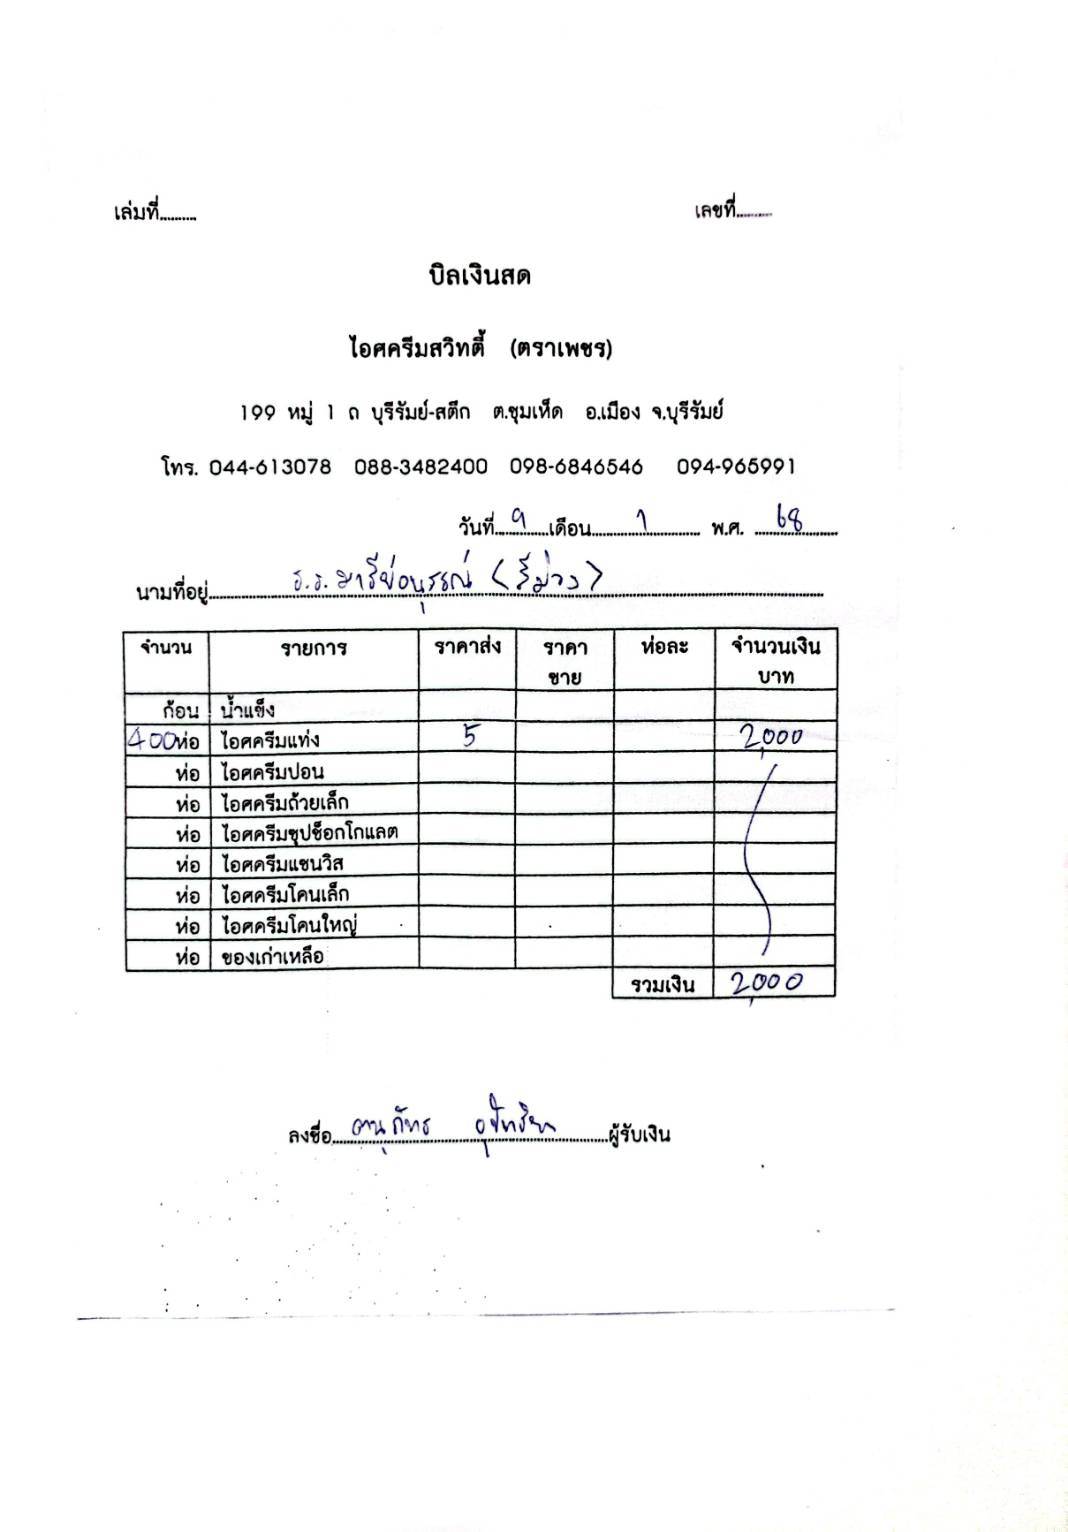 เล่มที่.......... เลขที่..........
บิลเงินสด
ไอศครีมสวิทตี้ (ตราเพชร)
199 หมู่ 1 ถ บุรีรัมย์-สตึก ต.ชุมเห็ด อ.เมือง จ.บุรีรัมย์
โทร. 044-613078 088-3482400 098-6846546 094-965991
วันที่ 9 เดือน 1 พ.ศ. 68
นามที่อยู่ ร.ร. มารีย์อนุสรณ์ (สีม่วง)
จำนวน รายการ ราคาส่ง ราคา ห่อละ จำนวนเงิน
ขาย บาท
ก้อน น้ำแข็ง
400 ห่อ ไอศครีมแท่ง 5 2,000
ห่อ ไอศครีมปอน
ห่อ ไอศครีมถ้วยเล็ก
ห่อ ไอศครีมชุปช็อกโกแลต
ห่อ ไอศครีมแซนวิส
ห่อ ไอศครีมโคนเล็ก
ห่อ ไอศครีมโคนใหญ่
ห่อ ของเก่าเหลือ
รวมเงิน 2,000
ลงชื่อ ผู้รับเงิน